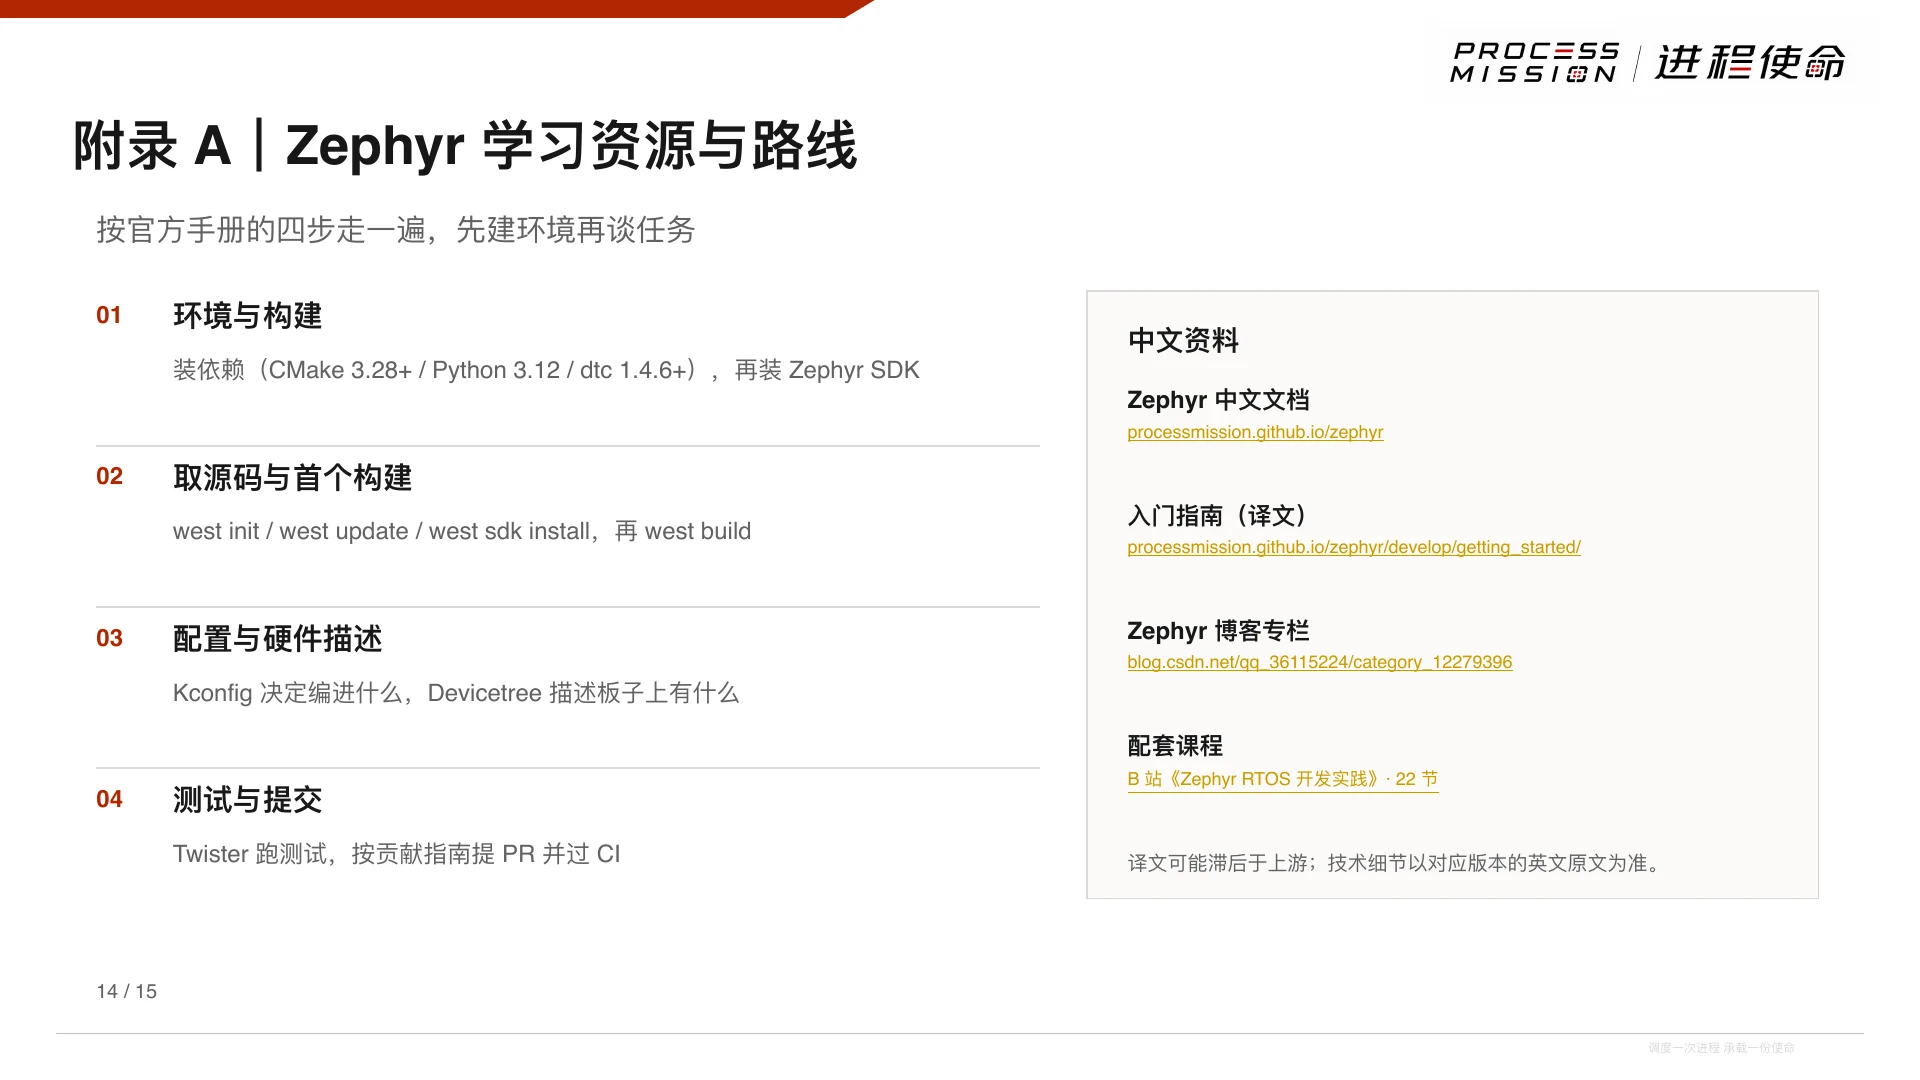 PROCESS
MISSION
进程使命
附录 A｜Zephyr 学习资源与路线
按官方手册的四步走一遍，先建环境再谈任务
01
环境与构建
装依赖（CMake 3.28+ / Python 3.12 / dtc 1.4.6+），再装 Zephyr SDK
02
取源码与首个构建
west init / west update / west sdk install，再 west build
03
配置与硬件描述
Kconfig 决定编进什么，Devicetree 描述板子上有什么
04
测试与提交
Twister 跑测试，按贡献指南提 PR 并过 CI
中文资料
Zephyr 中文文档
processmission.github.io/zephyr
入门指南（译文）
processmission.github.io/zephyr/develop/getting_started/
Zephyr 博客专栏
blog.csdn.net/qq_36115224/category_12279396
配套课程
B 站《Zephyr RTOS 开发实践》· 22 节
译文可能滞后于上游；技术细节以对应版本的英文原文为准。
14 / 15
调度一次进程 承载一份使命